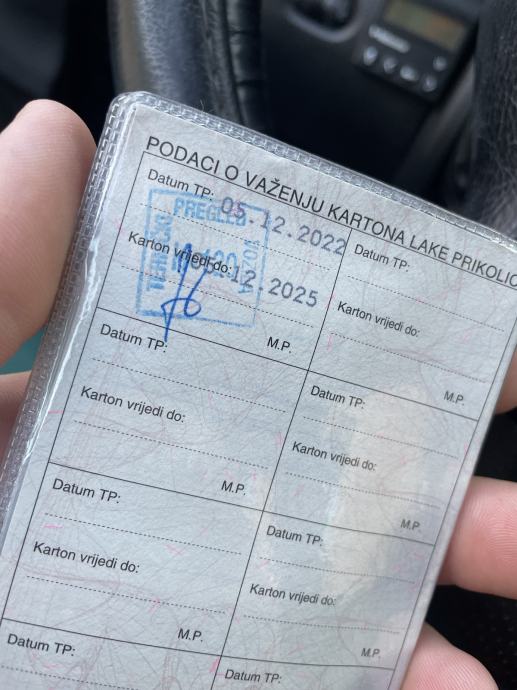 PODACI O VAŽENJU KARTONA LAKE PRIKOLIC
Datum TP: 05.12.2022
PREGLED
Karton vrijedi do: 12.2025
M.P.
Datum TP:
Karton vrijedi do:
M.P.
Datum TP:
Karton vrijedi do:
M.P.
Datum TP:
Karton vrijedi do:
M.P.
Datum TP:
Karton vrijedi do:
M.P.
Datum TP:
Karton vrijedi do:
M.P.
Datum TP:
Datum TP: